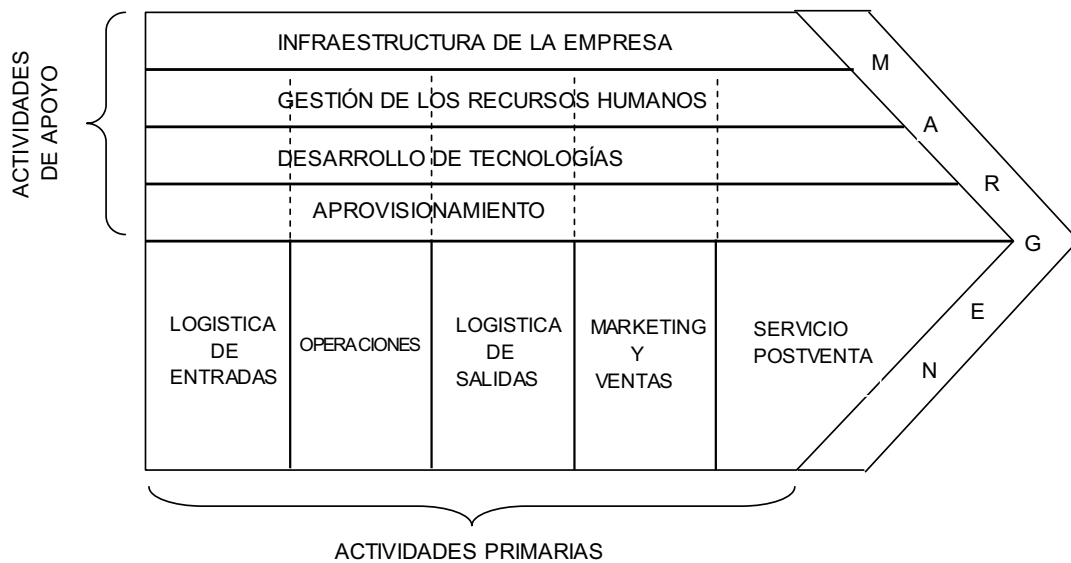 ACTIVIDADES
DE APOYO
INFRAESTRUCTURA DE LA EMPRESA
GESTIÓN DE LOS RECURSOS HUMANOS
DESARROLLO DE TECNOLOGÍAS
APROVISIONAMIENTO
LOGISTICA
DE
ENTRADAS
OPERACIONES
LOGISTICA
DE
SALIDAS
MARKETING
Y
VENTAS
SERVICIO
POSTVENTA
M
A
R
G
E
N
ACTIVIDADES PRIMARIAS